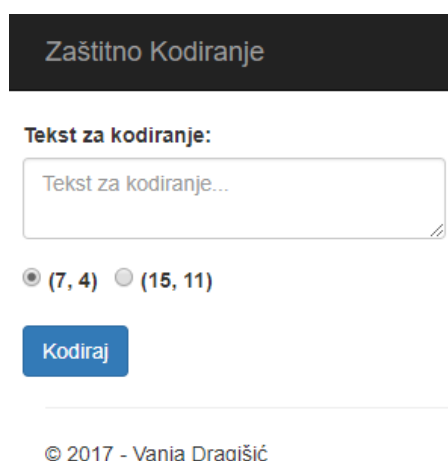 Zaštitno Kodiranje
Tekst za kodiranje:
Tekst za kodiranje...
(7, 4) (15, 11)
Kodiraj
© 2017 - Vanja Dragišić